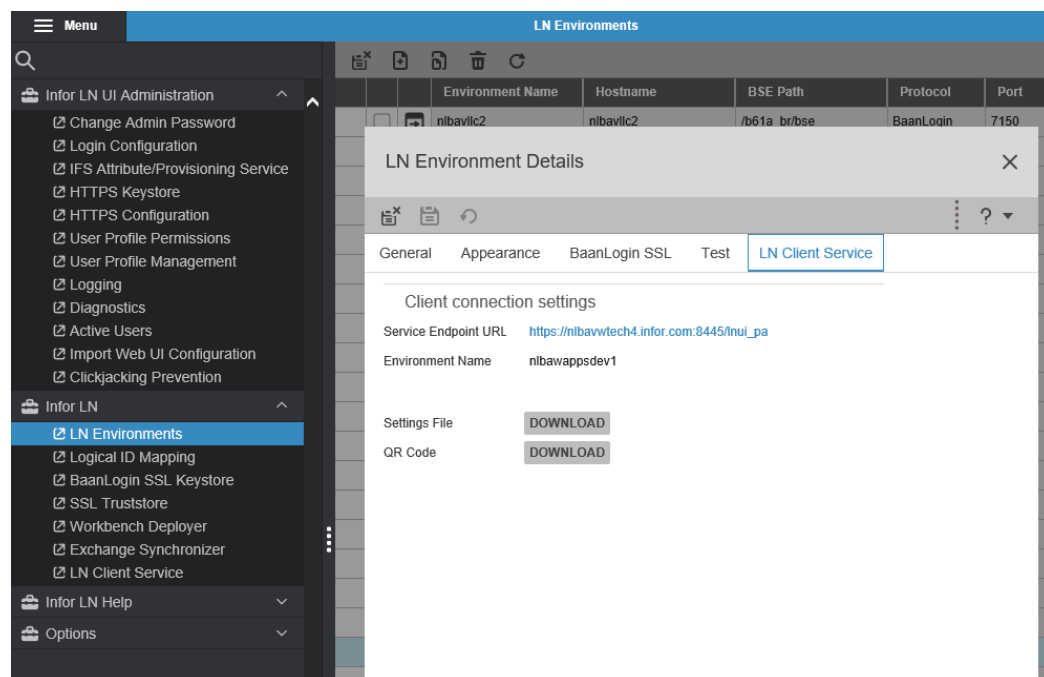 Menu
LN Environments
Infor LN UI Administration
Change Admin Password
Login Configuration
IFS Attribute/Provisioning Service
HTTPS Keystore
HTTPS Configuration
User Profile Permissions
User Profile Management
Logging
Diagnostics
Active Users
Import Web UI Configuration
Clickjacking Prevention
Infor LN
LN Environments
Logical ID Mapping
BaanLogin SSL Keystore
SSL Truststore
Workbench Deployer
Exchange Synchronizer
LN Client Service
Infor LN Help
Options
Environment Name Hostname BSE Path Protocol Port
nlbavllc2 nlbavllc2 /b61a_br/bse BaanLogin 7150
LN Environment Details
?
General Appearance BaanLogin SSL Test LN Client Service
Client connection settings
Service Endpoint URL https://nlbavwtech4.infor.com:8445/lnui_pa
Environment Name nlbawappsdev1
Settings File DOWNLOAD
QR Code DOWNLOAD